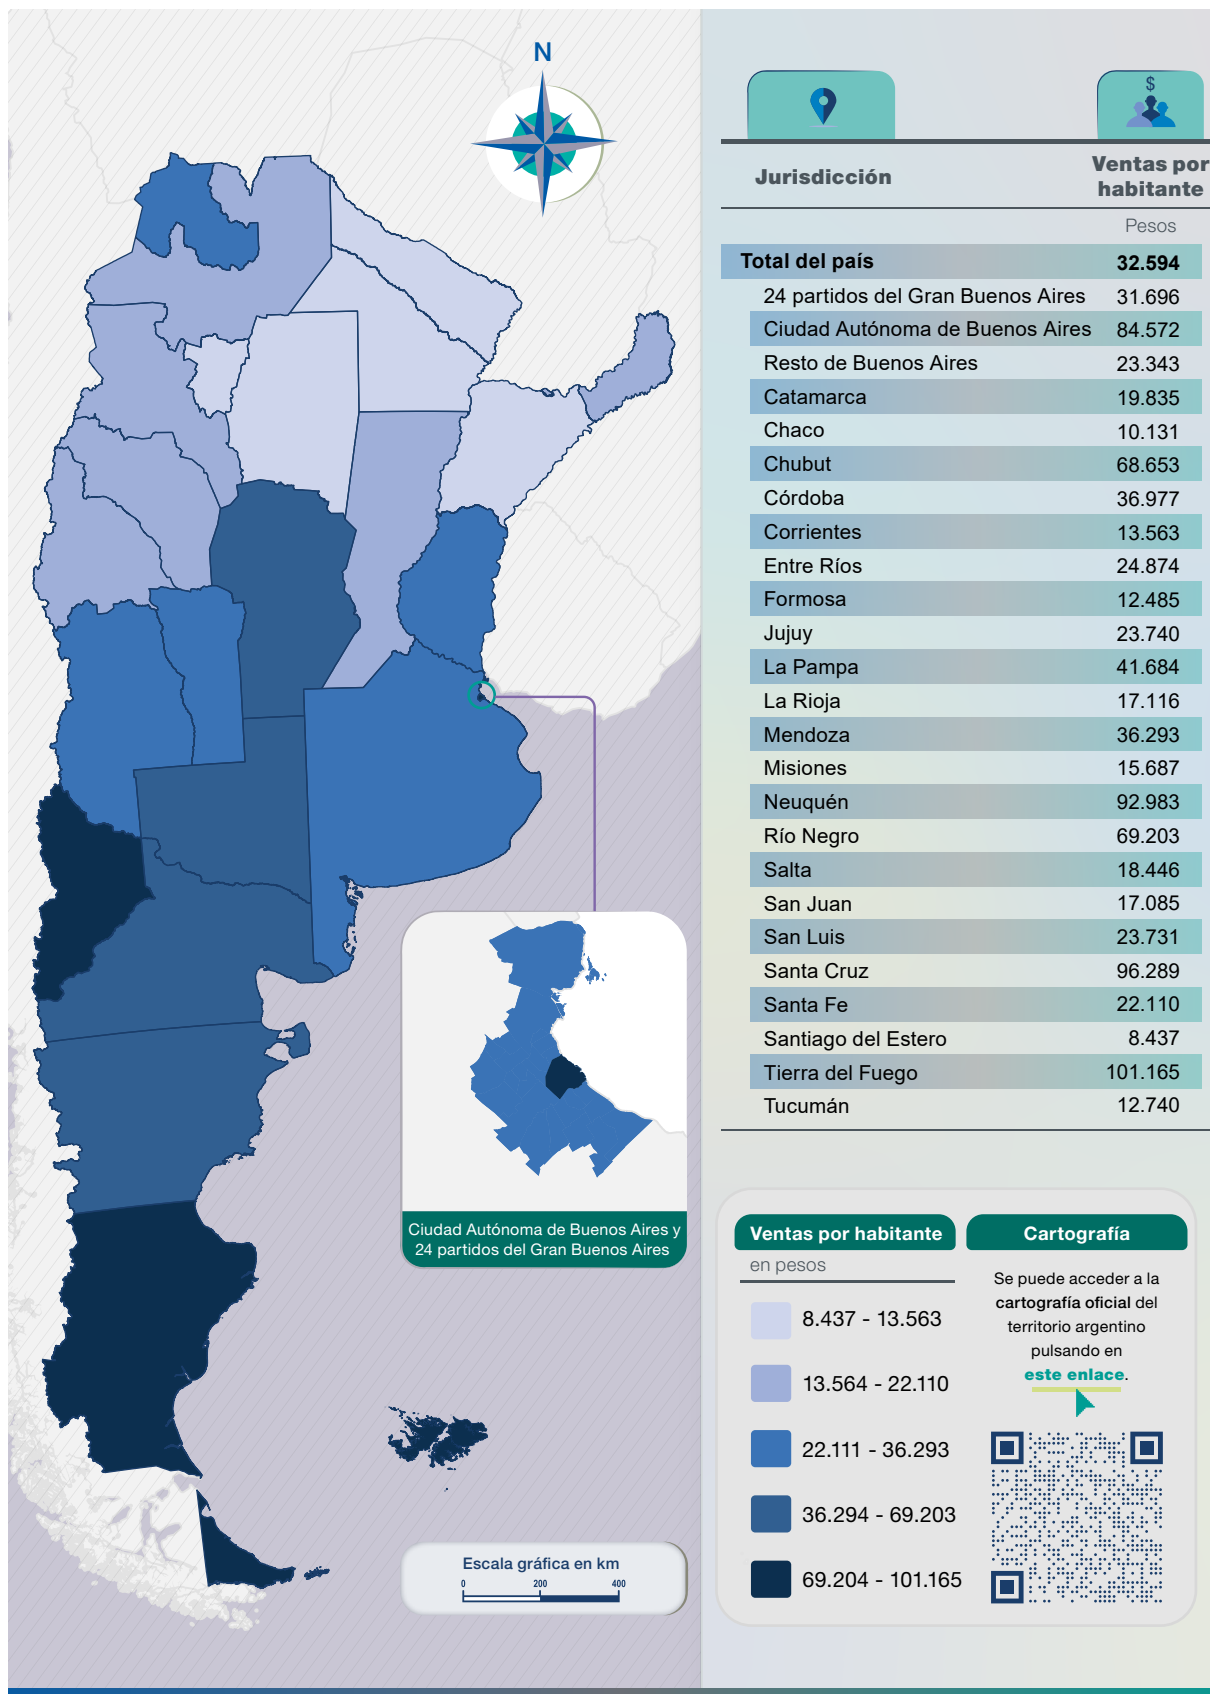 N
$
Jurisdicción
Ventas por
habitante
Pesos
Total del país 32.594
24 partidos del Gran Buenos Aires 31.696
Ciudad Autónoma de Buenos Aires 84.572
Resto de Buenos Aires 23.343
Catamarca 19.835
Chaco 10.131
Chubut 68.653
Córdoba 36.977
Corrientes 13.563
Entre Ríos 24.874
Formosa 12.485
Jujuy 23.740
La Pampa 41.684
La Rioja 17.116
Mendoza 36.293
Misiones 15.687
Neuquén 92.983
Río Negro 69.203
Salta 18.446
San Juan 17.085
San Luis 23.731
Santa Cruz 96.289
Santa Fe 22.110
Santiago del Estero 8.437
Tierra del Fuego 101.165
Tucumán 12.740
Ciudad Autónoma de Buenos Aires y
24 partidos del Gran Buenos Aires
Ventas por habitante
en pesos
8.437 - 13.563
13.564 - 22.110
22.111 - 36.293
36.294 - 69.203
69.204 - 101.165
Cartografía
Se puede acceder a la
cartografía oficial del
territorio argentino
pulsando en
este enlace.
Escala gráfica en km
0 200 400